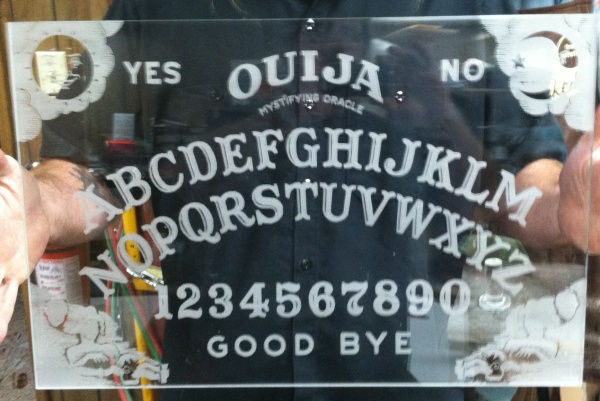 YES OUIJA NO
MYSTIFYING ORACLE
ABCDEFGHIJKLM
NOPQRSTUVWXYZ
1234567890
GOOD BYE